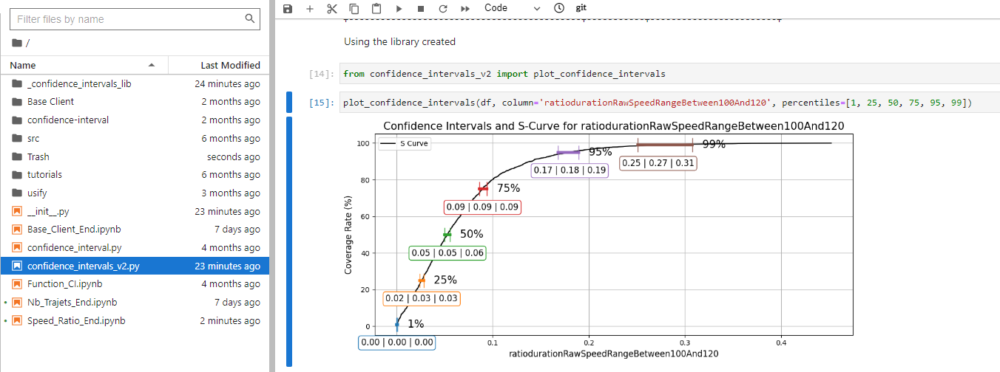 Filter files by name
/
Name Last Modified
_confidence_intervals_lib 24 minutes ago
Base Client 2 months ago
confidence-interval 2 months ago
src 6 months ago
Trash seconds ago
tutorials 6 months ago
usify 3 months ago
__init__.py 23 minutes ago
Base_Client_End.ipynb 7 days ago
confidence_interval.py 4 months ago
confidence_intervals_v2.py 23 minutes ago
Function_CI.ipynb 4 months ago
Nb_Trajets_End.ipynb 7 days ago
Speed_Ratio_End.ipynb 2 minutes ago
Code git
Using the library created
[14]: from confidence_intervals_v2 import plot_confidence_intervals
[15]: plot_confidence_intervals(df, column='ratiodurationRawSpeedRangeBetween100And120', percentiles=[1, 25, 50, 75, 95, 99])
Confidence Intervals and S-Curve for ratiodurationRawSpeedRangeBetween100And120
S Curve
Coverage Rate (%)
100
80
60
40
20
0
99%
0.25 | 0.27 | 0.31
95%
0.17 | 0.18 | 0.19
75%
0.09 | 0.09 | 0.09
50%
0.05 | 0.05 | 0.06
25%
0.02 | 0.03 | 0.03
1%
0.00 | 0.00 | 0.00
0.1 0.2 0.3 0.4
ratiodurationRawSpeedRangeBetween100And120